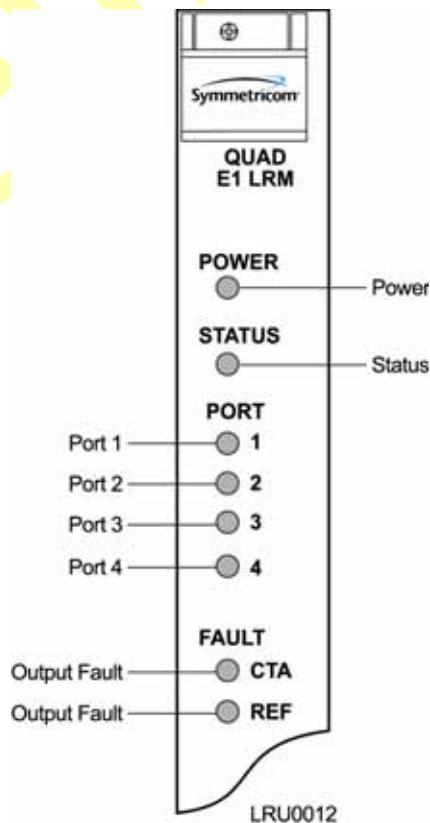 Symmetricom
QUAD
E1 LRM
POWER
Power
STATUS
Status
PORT
Port 1 1
Port 2 2
Port 3 3
Port 4 4
FAULT
Output Fault CTA
Output Fault REF
LRU0012